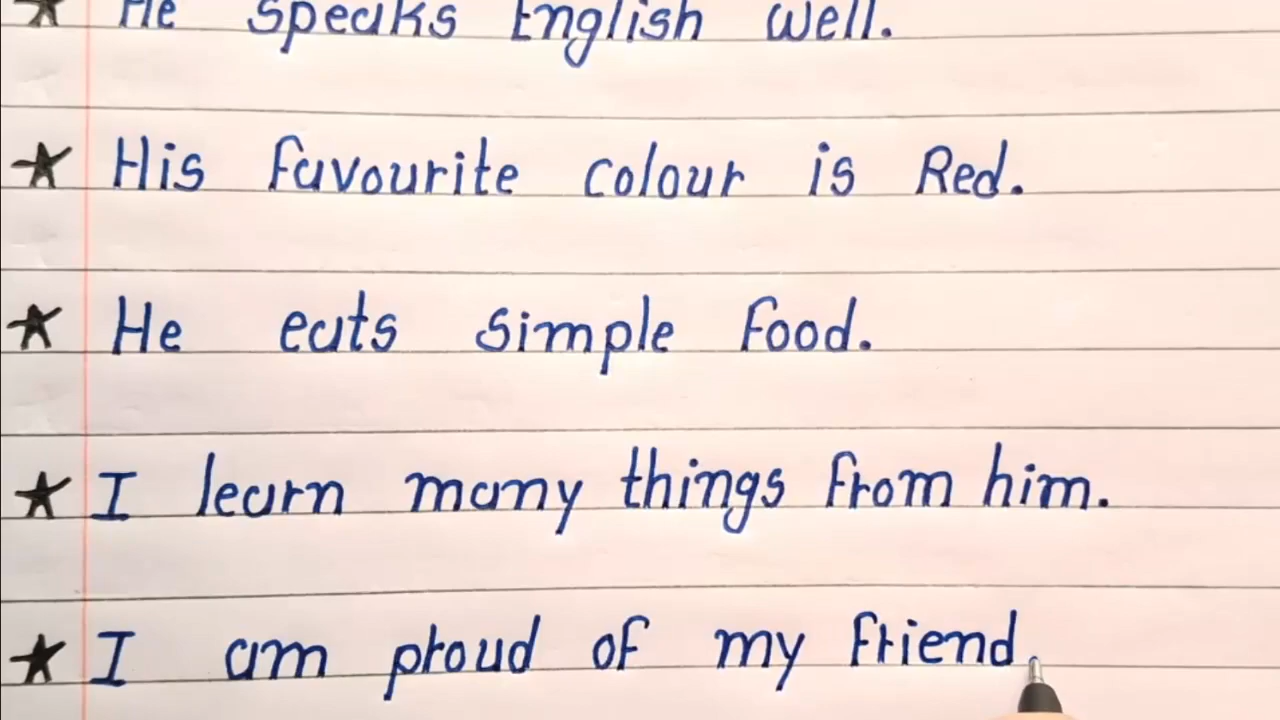 ★ He speaks English well.
★ His favourite colour is Red.
★ He eats simple food.
★ I learn many things from him.
★ I am proud of my friend.